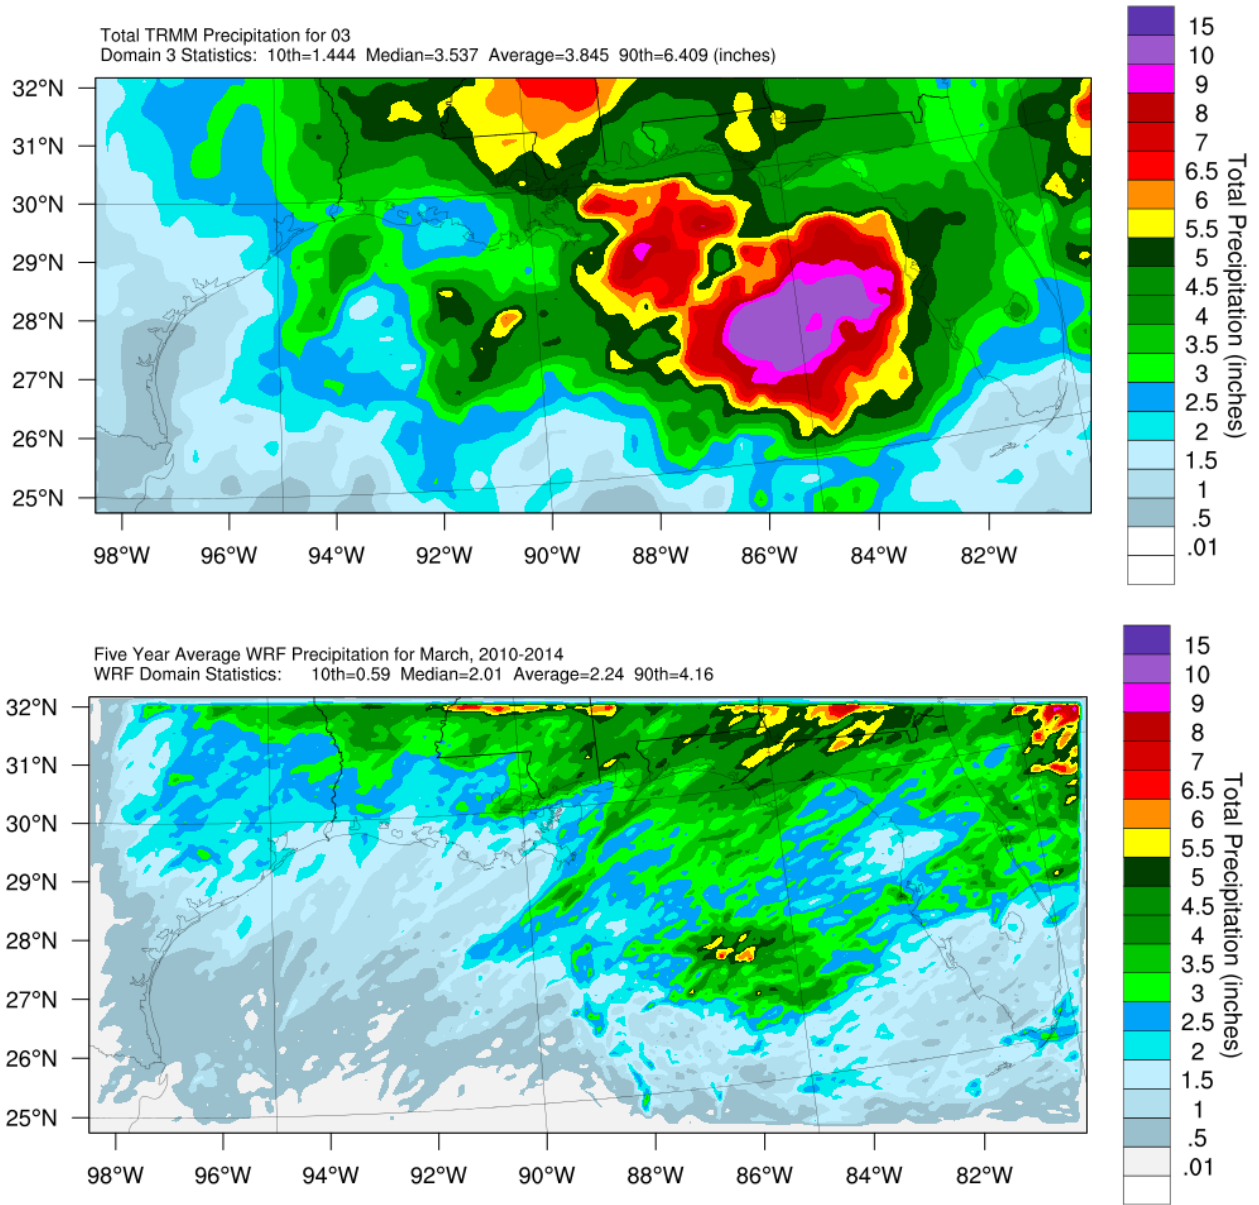 Total TRMM Precipitation for 03
Domain 3 Statistics: 10th=1.444 Median=3.537 Average=3.845 90th=6.409 (inches)
32°N
31°N
30°N
29°N
28°N
27°N
26°N
25°N
98°W 96°W 94°W 92°W 90°W 88°W 86°W 84°W 82°W
15
10
9
8
7
6.5
6
5.5
5
4.5
4
3.5
3
2.5
2
1.5
1
.5
.01
Total Precipitation (inches)
Five Year Average WRF Precipitation for March, 2010-2014
WRF Domain Statistics: 10th=0.59 Median=2.01 Average=2.24 90th=4.16
32°N
31°N
30°N
29°N
28°N
27°N
26°N
25°N
98°W 96°W 94°W 92°W 90°W 88°W 86°W 84°W 82°W
15
10
9
8
7
6.5
6
5.5
5
4.5
4
3.5
3
2.5
2
1.5
1
.5
.01
Total Precipitation (inches)